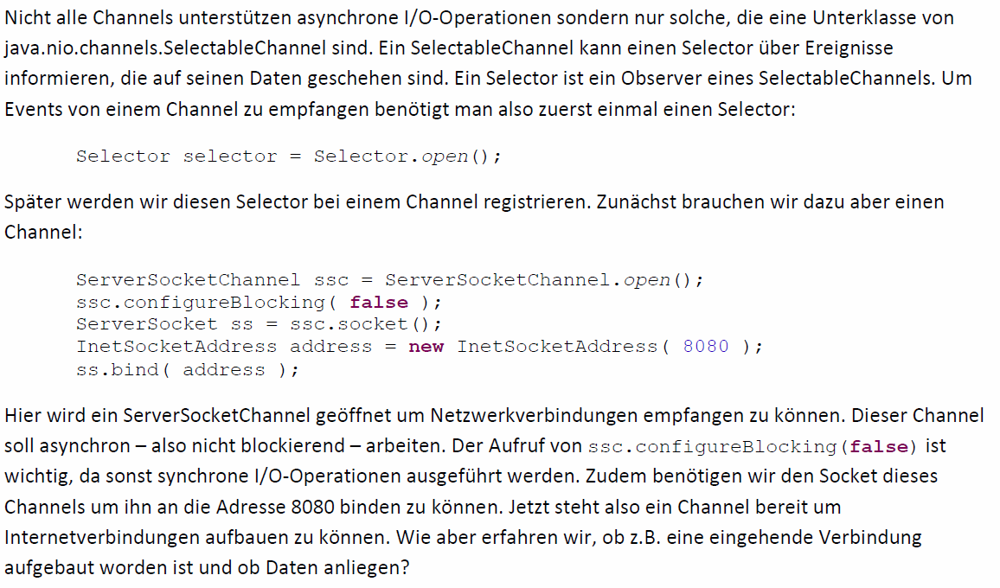 Nicht alle Channels unterstützen asynchrone I/O-Operationen sondern nur solche, die eine Unterklasse von
java.nio.channels.SelectableChannel sind. Ein SelectableChannel kann einen Selector über Ereignisse
informieren, die auf seinen Daten geschehen sind. Ein Selector ist ein Observer eines SelectableChannels. Um
Events von einem Channel zu empfangen benötigt man also zuerst einmal einen Selector:
Selector selector = Selector.open();
Später werden wir diesen Selector bei einem Channel registrieren. Zunächst brauchen wir dazu aber einen
Channel:
ServerSocketChannel ssc = ServerSocketChannel.open();
ssc.configureBlocking( false );
ServerSocket ss = ssc.socket();
InetSocketAddress address = new InetSocketAddress( 8080 );
ss.bind( address );
Hier wird ein ServerSocketChannel geöffnet um Netzwerkverbindungen empfangen zu können. Dieser Channel
soll asynchron – also nicht blockierend – arbeiten. Der Aufruf von ssc.configureBlocking(false) ist
wichtig, da sonst synchrone I/O-Operationen ausgeführt werden. Zudem benötigen wir den Socket dieses
Channels um ihn an die Adresse 8080 binden zu können. Jetzt steht also ein Channel bereit um
Internetverbindungen aufbauen zu können. Wie aber erfahren wir, ob z.B. eine eingehende Verbindung
aufgebaut worden ist und ob Daten anliegen?